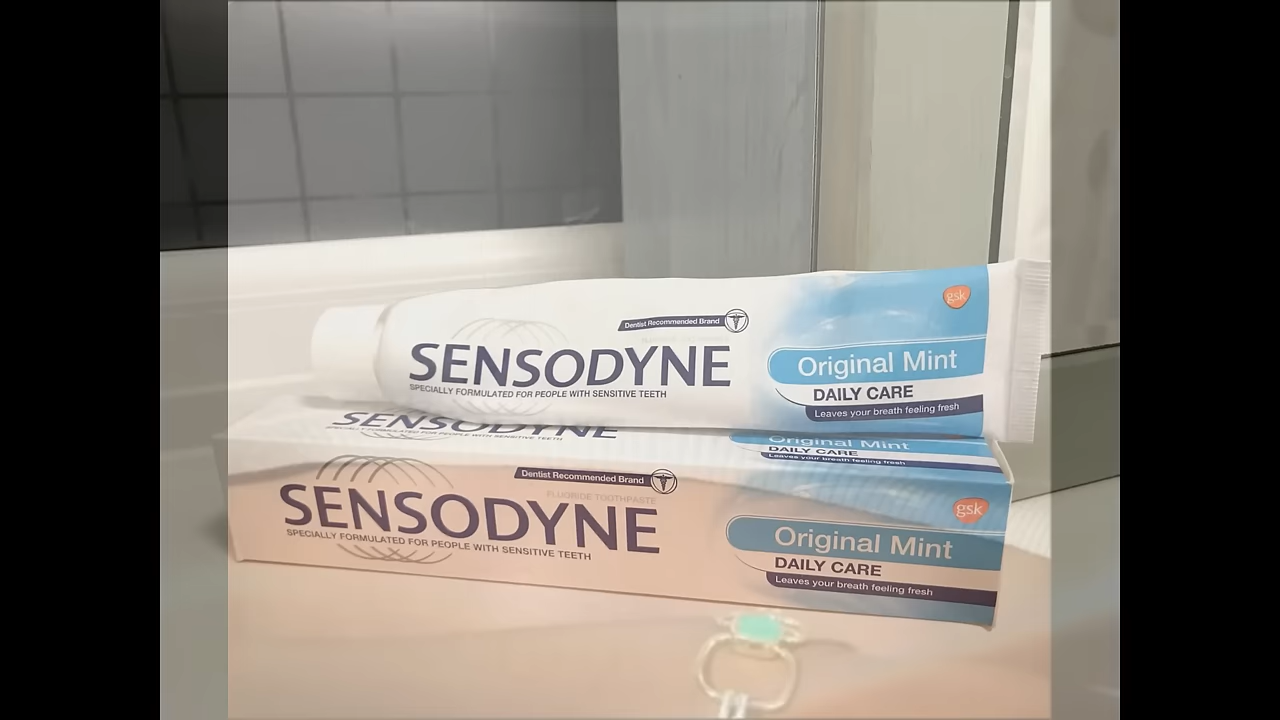 gsk
Dentist Recommended Brand
SENSODYNE
SPECIALLY FORMULATED FOR PEOPLE WITH SENSITIVE TEETH
Original Mint
DAILY CARE
Leaves your breath feeling fresh
SENSODYNE
SPECIALLY FORMULATED FOR PEOPLE WITH SENSITIVE TEETH
Original Mint
DAILY CARE
Leaves your breath feeling fresh
Dentist Recommended Brand
FLUORIDE TOOTHPASTE
SENSODYNE
SPECIALLY FORMULATED FOR PEOPLE WITH SENSITIVE TEETH
gsk
Original Mint
DAILY CARE
Leaves your breath feeling fresh